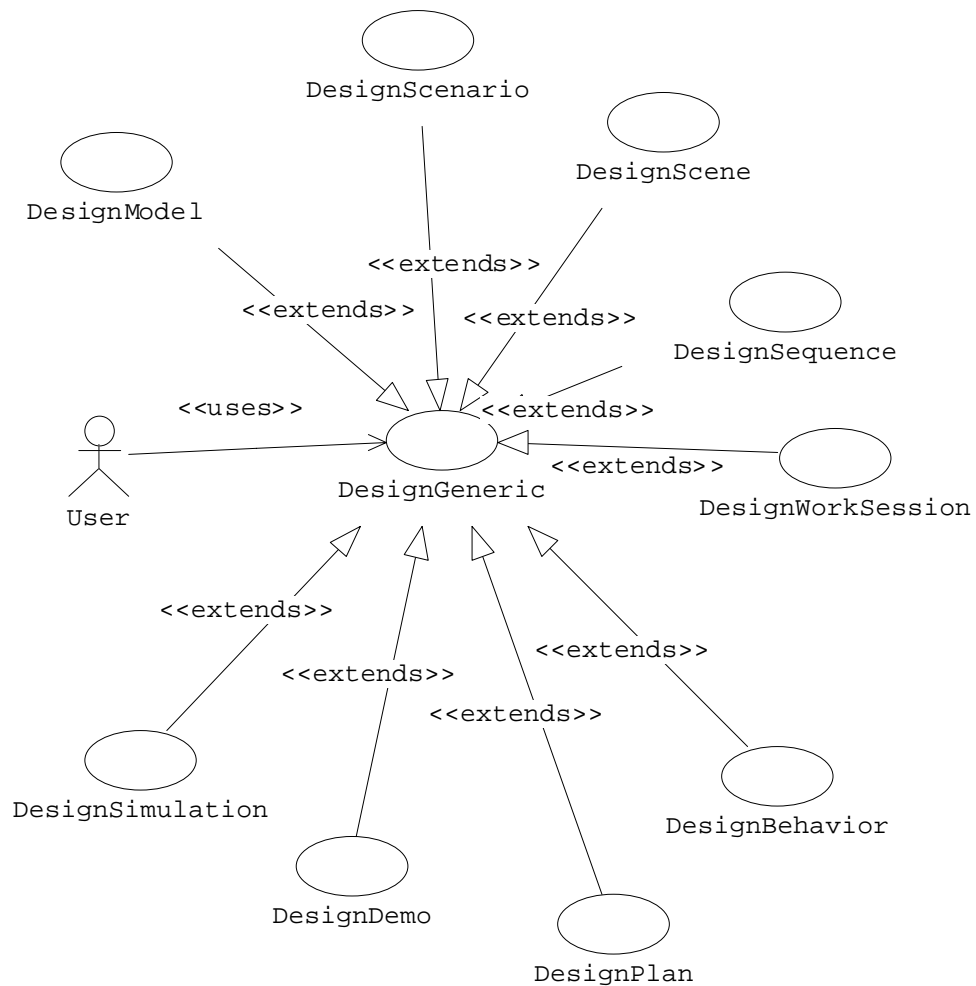 DesignScenario
DesignScene
DesignModel
<<extends>>
<<extends>>
<<extends>>
DesignSequence
<<uses>>
<<extends>>
<<extends>>
DesignGeneric
DesignWorkSession
User
<<extends>>
<<extends>>
<<extends>>
<<extends>>
DesignSimulation
DesignBehavior
DesignDemo
DesignPlan